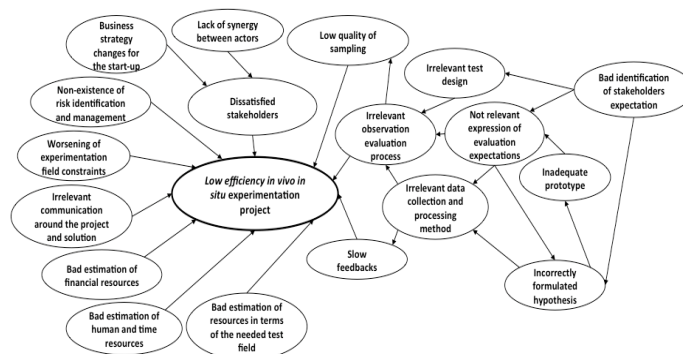 Business
strategy
changes for
the start-up
Lack of synergy
between actors
Low quality of
sampling
Irrelevant test
design
Bad identification
of stakeholders
expectation
Non-existence of
risk identification
and management
Dissatisfied
stakeholders
Irrelevant
observation
evaluation
process
Not relevant
expression of
evaluation
expectations
Worsening of
experimentation
field constraints
Low efficiency in vivo in
situ experimentation
project
Inadequate
prototype
Irrelevant
communication
around the project
and solution
Irrelevant data
collection and
processing
method
Slow
feedbacks
Incorrectly
formulated
hypothesis
Bad estimation of
financial resources
Bad estimation of
human and time
resources
Bad estimation of
resources in terms
of the needed test
field